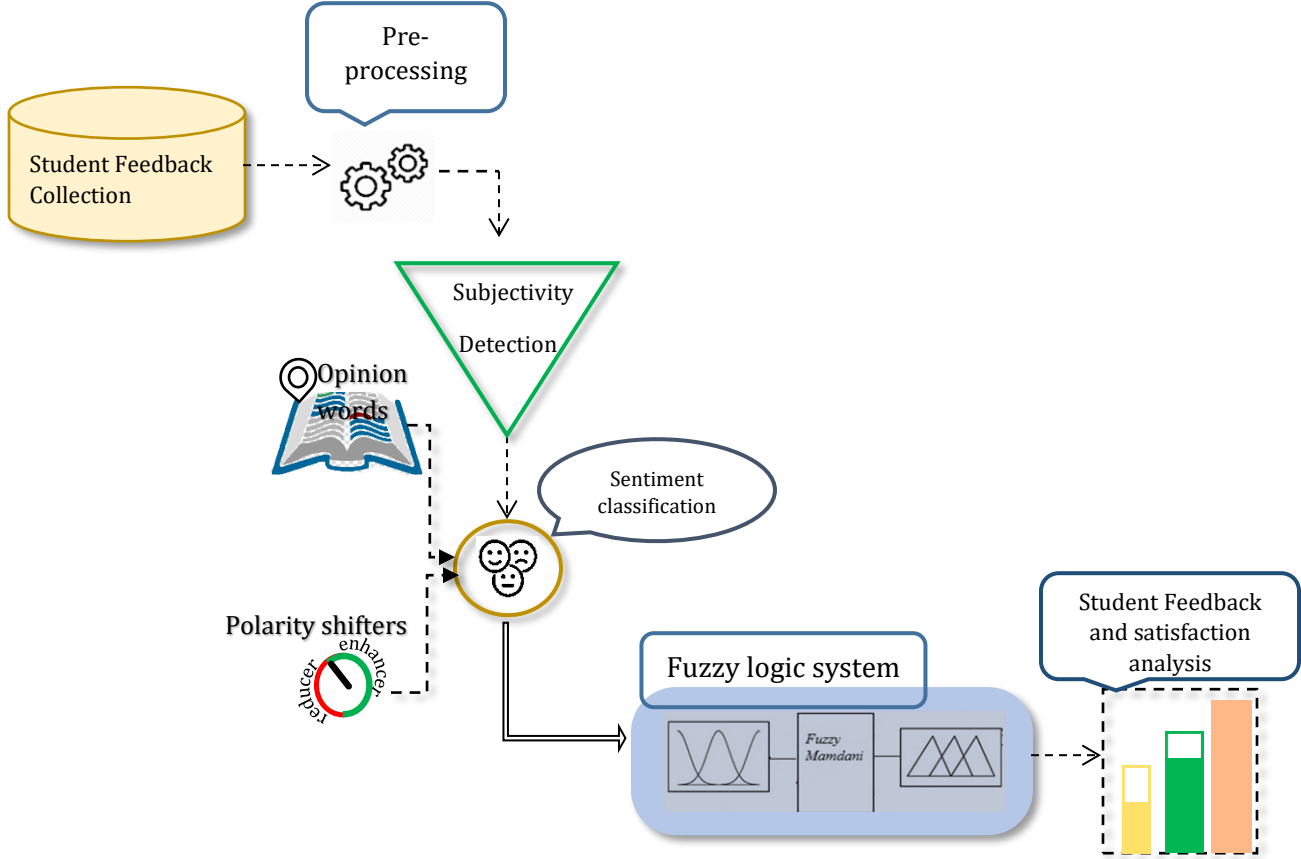 Pre-
processing
Student Feedback
Collection
Subjectivity
Detection
Opinion
words
Sentiment
classification
Polarity shifters
reducer
enhancer
Fuzzy logic system
Fuzzy
Mamdani
Student Feedback
and satisfaction
analysis